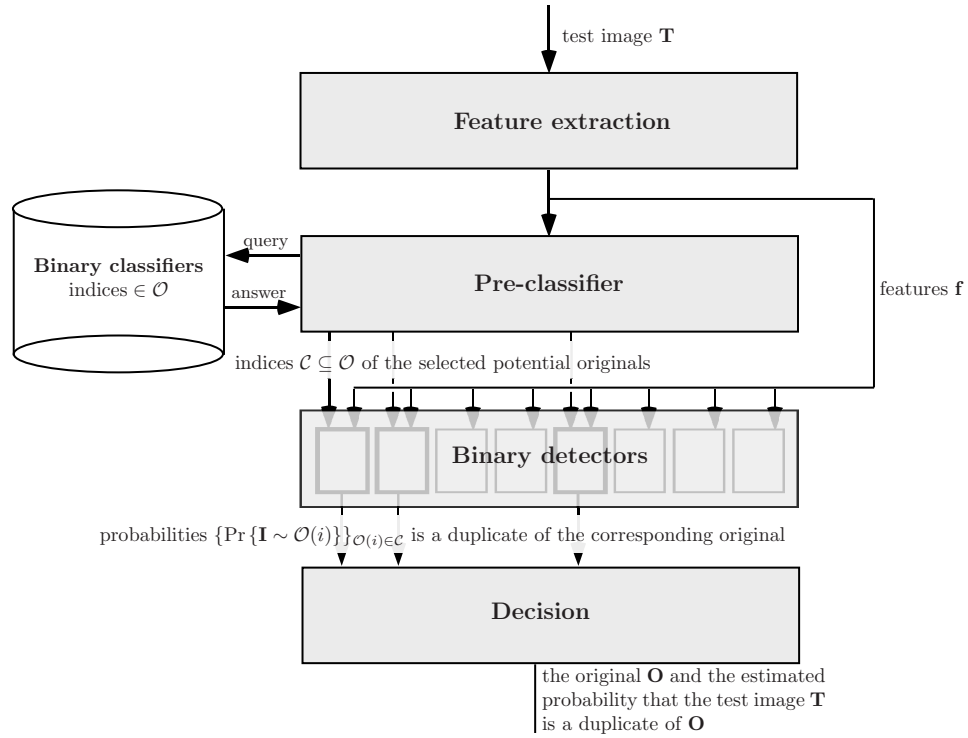 test image T
Feature extraction
query
Binary classifiers
indices ∈ 𝒪
answer
Pre-classifier
features f
indices 𝒞 ⊆ 𝒪 of the selected potential originals
Binary detectors
probabilities {Pr {I ∼ 𝒪(i)}}𝒪(i)∈𝒞 is a duplicate of the corresponding original
Decision
the original O and the estimated
probability that the test image T
is a duplicate of O